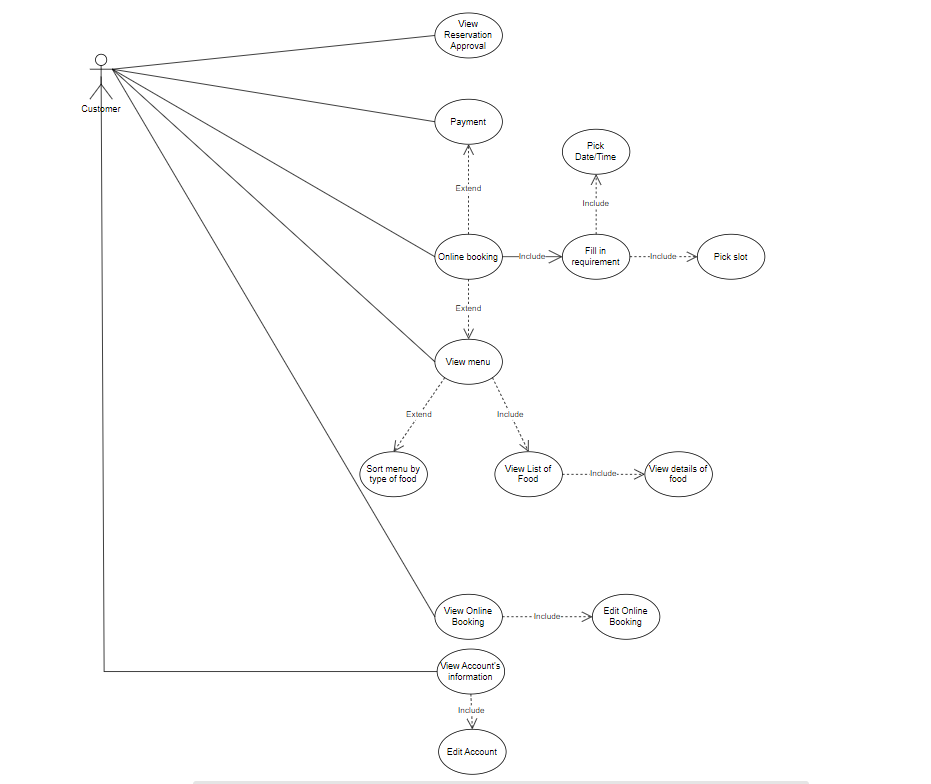 View
Reservation
Approval
Customer
Payment
Pick
Date/Time
Extend
Include
Online booking
Include
Fill in
requirement
Include
Pick slot
Extend
View menu
Extend
Include
Sort menu by
type of food
View List of
Food
Include
View details of
food
View Online
Booking
Include
Edit Online
Booking
View Account's
information
Include
Edit Account